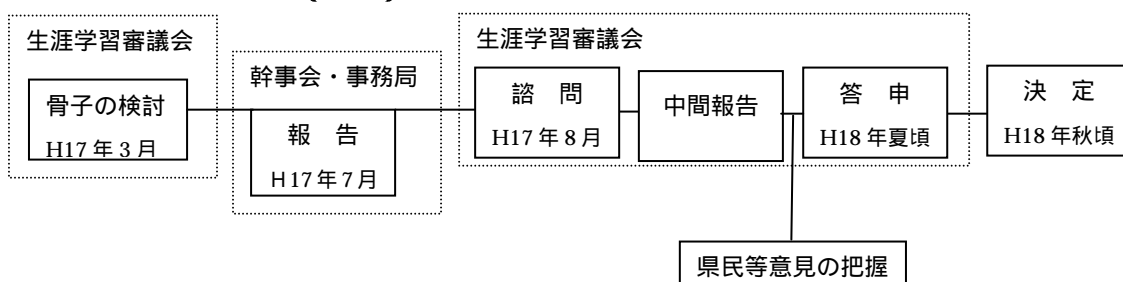 生涯学習審議会
骨子の検討
H17年3月
幹事会・事務局
報 告
H17年7月
生涯学習審議会
諮 問
H17年8月
中間報告
答 申
H18年夏頃
決 定
H18年秋頃
県民等意見の把握